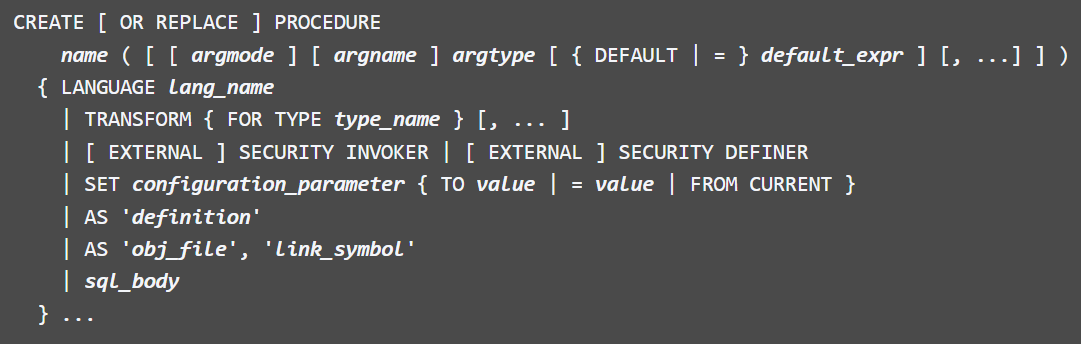 CREATE [ OR REPLACE ] PROCEDURE
    name ( [ [ argmode ] [ argname ] argtype [ { DEFAULT | = } default_expr ] [, ...] ] )
  { LANGUAGE lang_name
    | TRANSFORM { FOR TYPE type_name } [, ... ]
    | [ EXTERNAL ] SECURITY INVOKER | [ EXTERNAL ] SECURITY DEFINER
    | SET configuration_parameter { TO value | = value | FROM CURRENT }
    | AS 'definition'
    | AS 'obj_file', 'link_symbol'
    | sql_body
  } ...